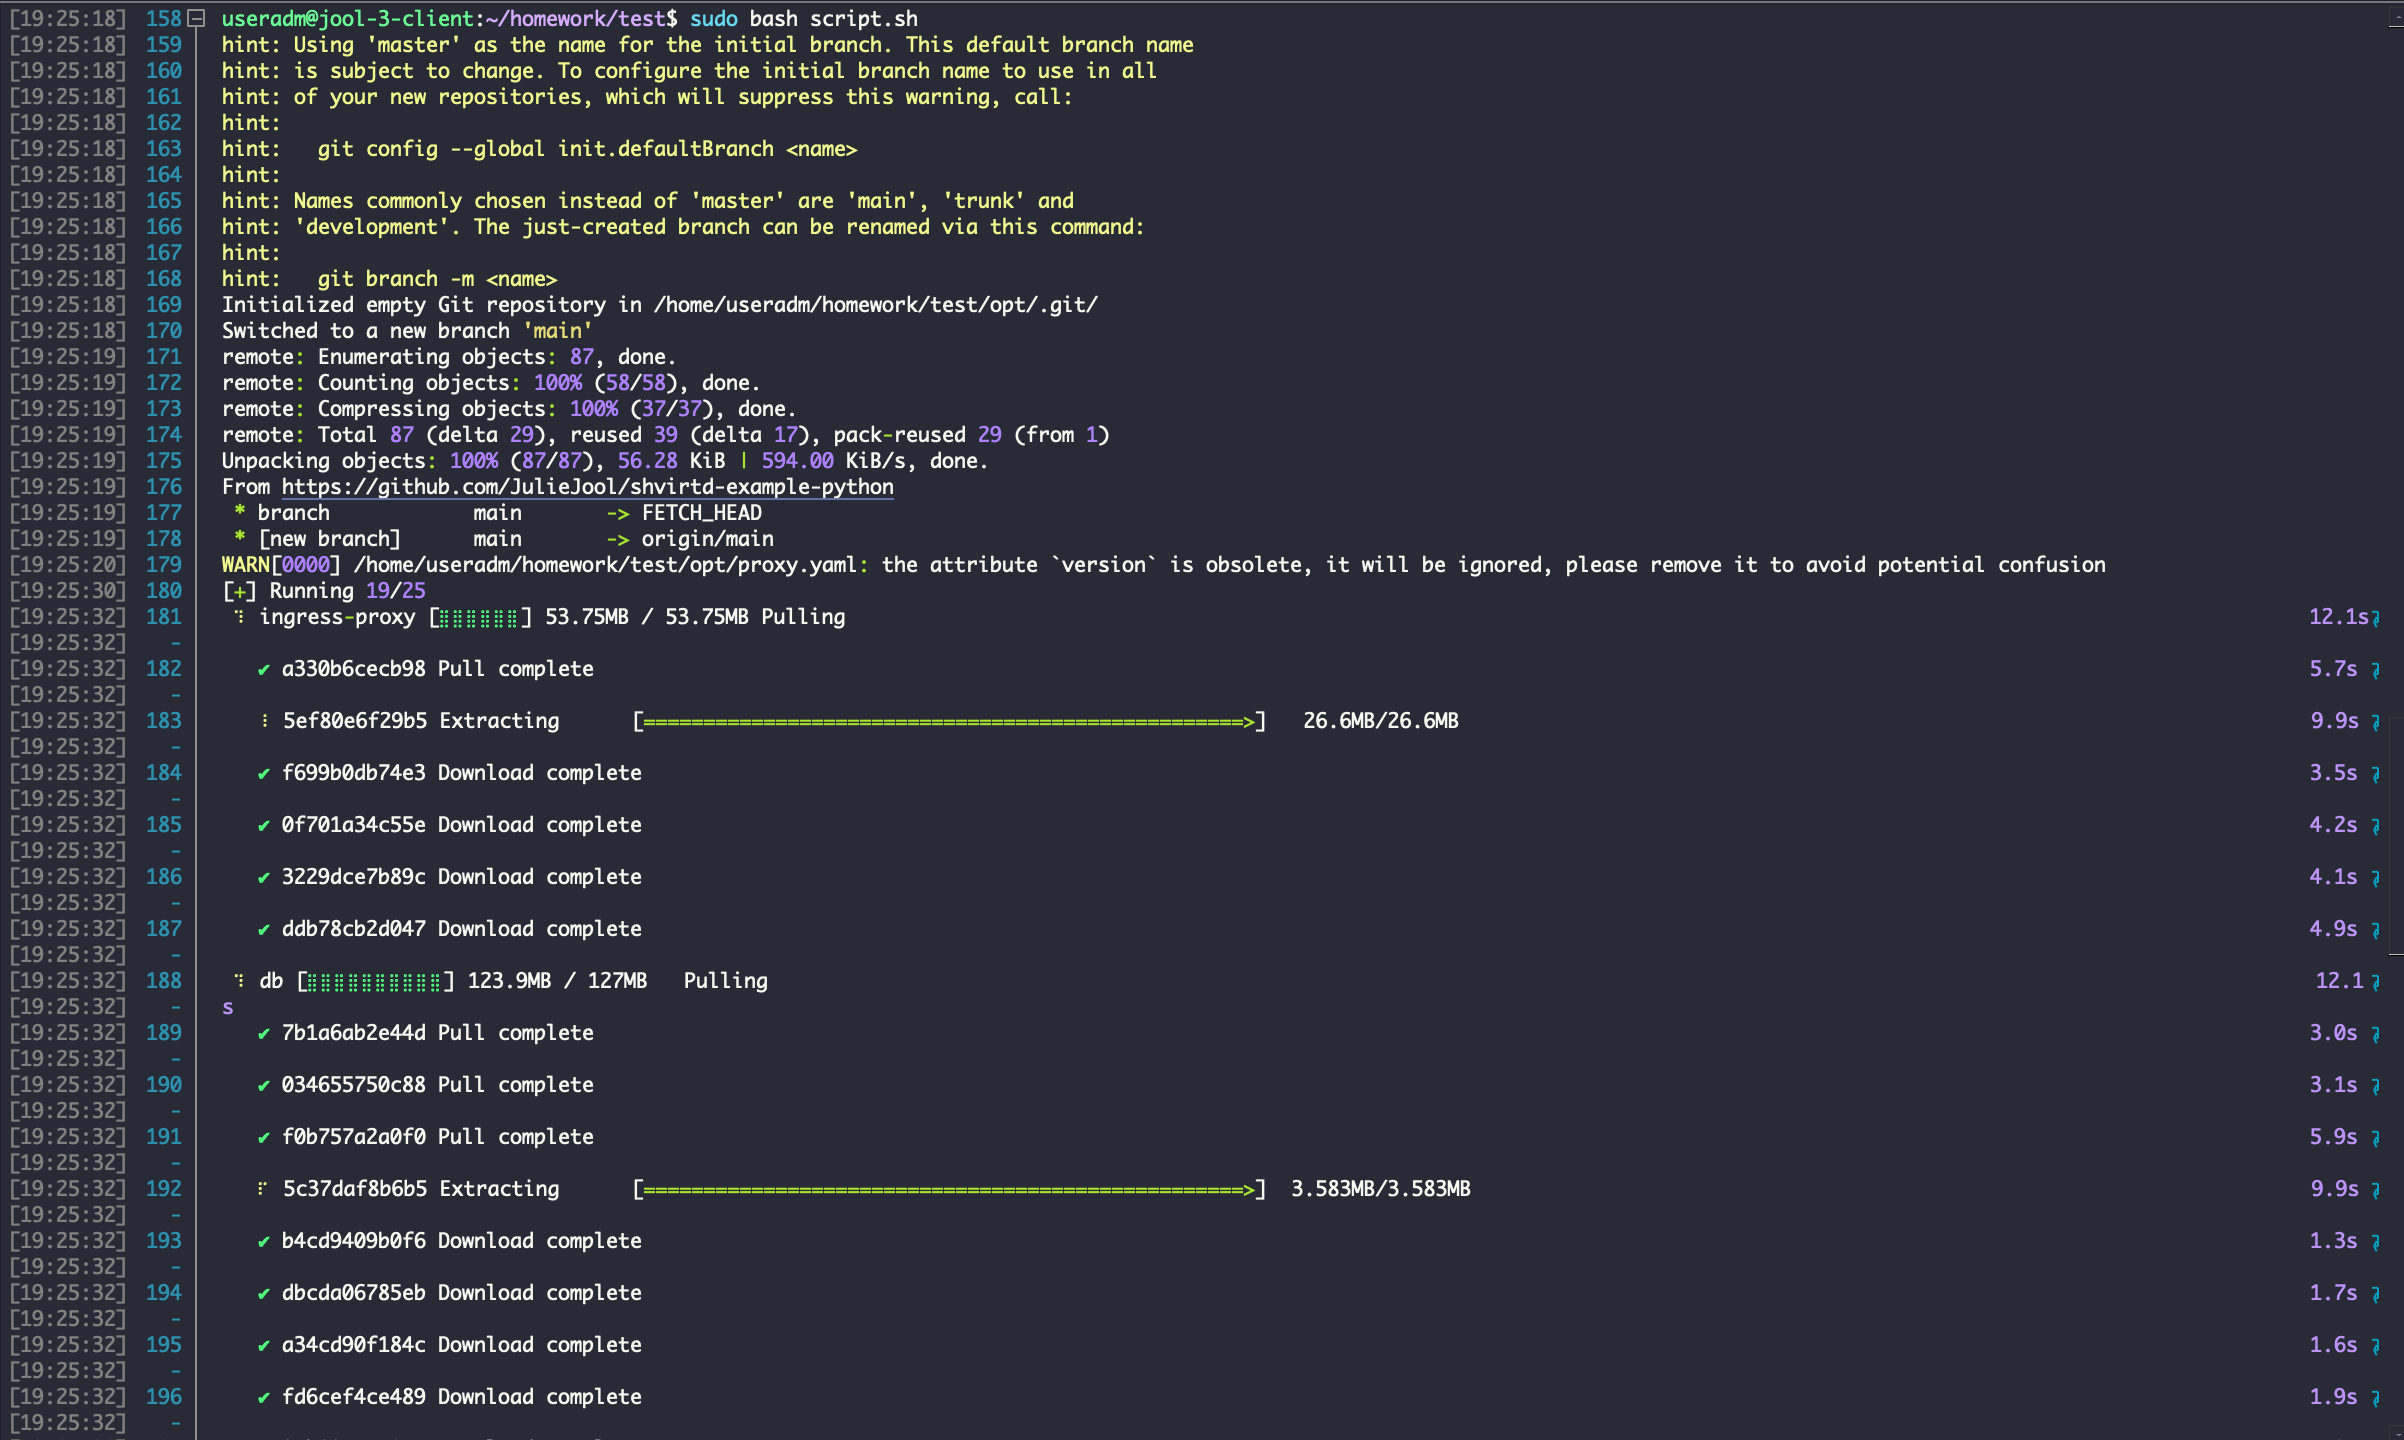 [19:25:18] 158 useradm@jool-3-client:~/homework/test$ sudo bash script.sh
[19:25:18] 159 hint: Using 'master' as the name for the initial branch. This default branch name
[19:25:18] 160 hint: is subject to change. To configure the initial branch name to use in all
[19:25:18] 161 hint: of your new repositories, which will suppress this warning, call:
[19:25:18] 162 hint:
[19:25:18] 163 hint:   git config --global init.defaultBranch <name>
[19:25:18] 164 hint:
[19:25:18] 165 hint: Names commonly chosen instead of 'master' are 'main', 'trunk' and
[19:25:18] 166 hint: 'development'. The just-created branch can be renamed via this command:
[19:25:18] 167 hint:
[19:25:18] 168 hint:   git branch -m <name>
[19:25:18] 169 Initialized empty Git repository in /home/useradm/homework/test/opt/.git/
[19:25:18] 170 Switched to a new branch 'main'
[19:25:19] 171 remote: Enumerating objects: 87, done.
[19:25:19] 172 remote: Counting objects: 100% (58/58), done.
[19:25:19] 173 remote: Compressing objects: 100% (37/37), done.
[19:25:19] 174 remote: Total 87 (delta 29), reused 39 (delta 17), pack-reused 29 (from 1)
[19:25:19] 175 Unpacking objects: 100% (87/87), 56.28 KiB | 594.00 KiB/s, done.
[19:25:19] 176 From https://github.com/JulieJool/shvirtd-example-python
[19:25:19] 177  * branch            main       -> FETCH_HEAD
[19:25:19] 178  * [new branch]      main       -> origin/main
[19:25:20] 179 WARN[0000] /home/useradm/homework/test/opt/proxy.yaml: the attribute `version` is obsolete, it will be ignored, please remove it to avoid potential confusion
[19:25:30] 180 [+] Running 19/25
[19:25:32] 181 ⠹ ingress-proxy [⣿⣿⣿⣿⣿⣿] 53.75MB / 53.75MB Pulling 12.1s
[19:25:32] -
[19:25:32] 182 ✔ a330b6cecb98 Pull complete 5.7s
[19:25:32] -
[19:25:32] 183 ⠸ 5ef80e6f29b5 Extracting [==================================================>] 26.6MB/26.6MB 9.9s
[19:25:32] -
[19:25:32] 184 ✔ f699b0db74e3 Download complete 3.5s
[19:25:32] -
[19:25:32] 185 ✔ 0f701a34c55e Download complete 4.2s
[19:25:32] -
[19:25:32] 186 ✔ 3229dce7b89c Download complete 4.1s
[19:25:32] -
[19:25:32] 187 ✔ ddb78cb2d047 Download complete 4.9s
[19:25:32] -
[19:25:32] 188 ⠹ db [⣿⣿⣿⣿⣿⣿⣿⣿⣿⣿] 123.9MB / 127MB   Pulling 12.1
[19:25:32] - s
[19:25:32] 189 ✔ 7b1a6ab2e44d Pull complete 3.0s
[19:25:32] -
[19:25:32] 190 ✔ 034655750c88 Pull complete 3.1s
[19:25:32] -
[19:25:32] 191 ✔ f0b757a2a0f0 Pull complete 5.9s
[19:25:32] -
[19:25:32] 192 ⠏ 5c37daf8b6b5 Extracting [==================================================>] 3.583MB/3.583MB 9.9s
[19:25:32] -
[19:25:32] 193 ✔ b4cd9409b0f6 Download complete 1.3s
[19:25:32] -
[19:25:32] 194 ✔ dbcda06785eb Download complete 1.7s
[19:25:32] -
[19:25:32] 195 ✔ a34cd90f184c Download complete 1.6s
[19:25:32] -
[19:25:32] 196 ✔ fd6cef4ce489 Download complete 1.9s
[19:25:32] -